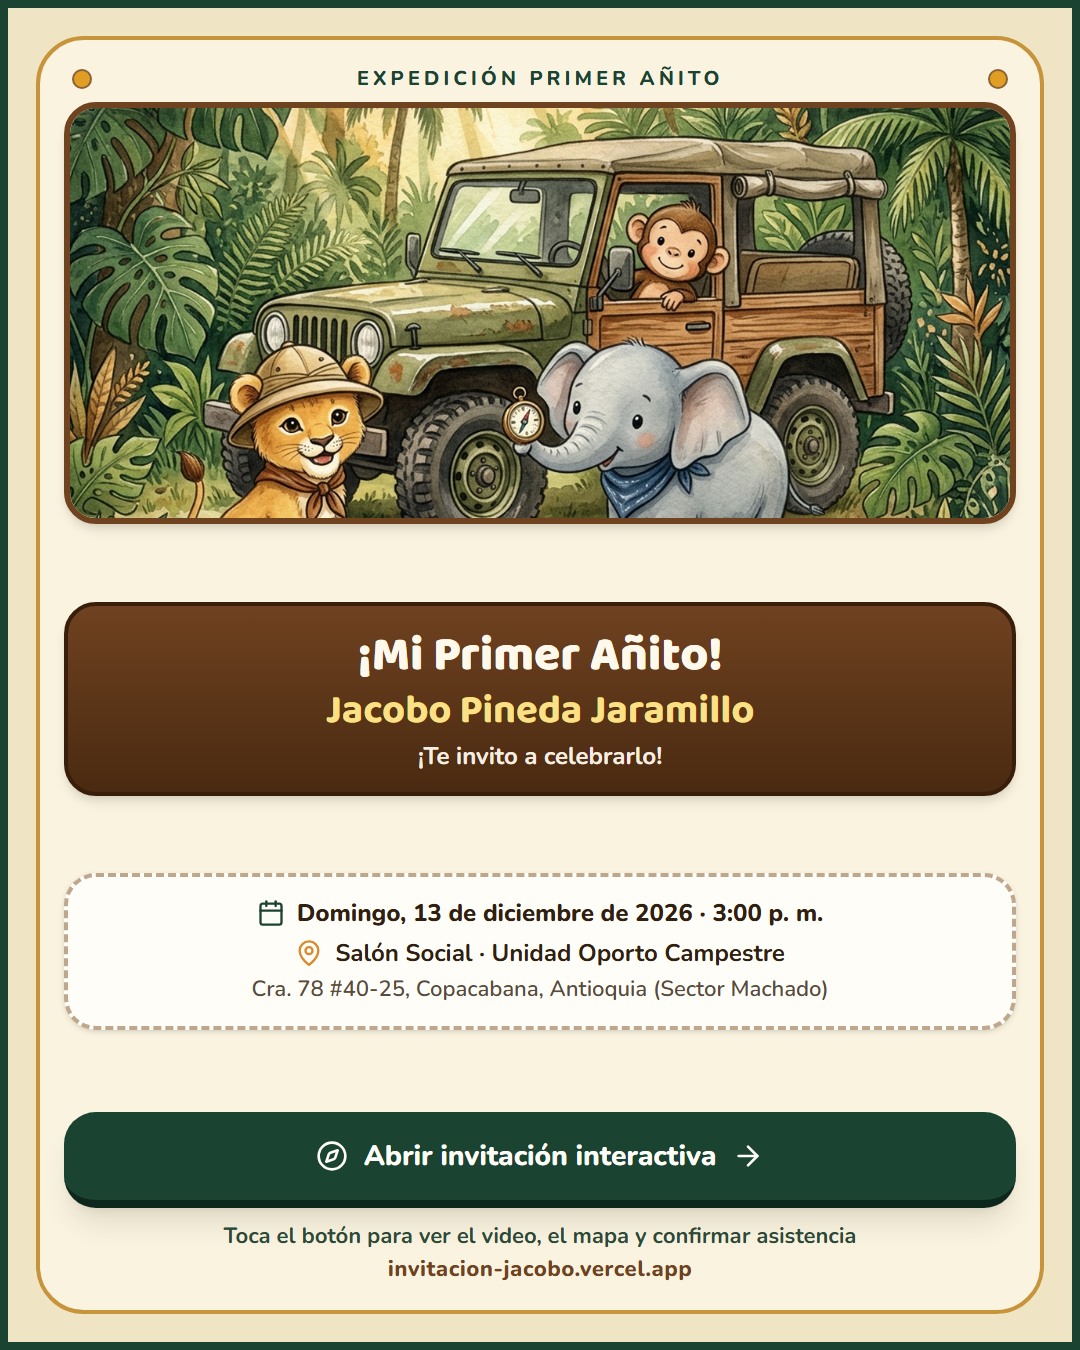 EXPEDICIÓN PRIMER AÑITO
¡Mi Primer Añito!
Jacobo Pineda Jaramillo
¡Te invito a celebrarlo!
Domingo, 13 de diciembre de 2026 · 3:00 p. m.
Salón Social · Unidad Oporto Campestre
Cra. 78 #40-25, Copacabana, Antioquia (Sector Machado)
Abrir invitación interactiva →
Toca el botón para ver el video, el mapa y confirmar asistencia
invitacion-jacobo.vercel.app